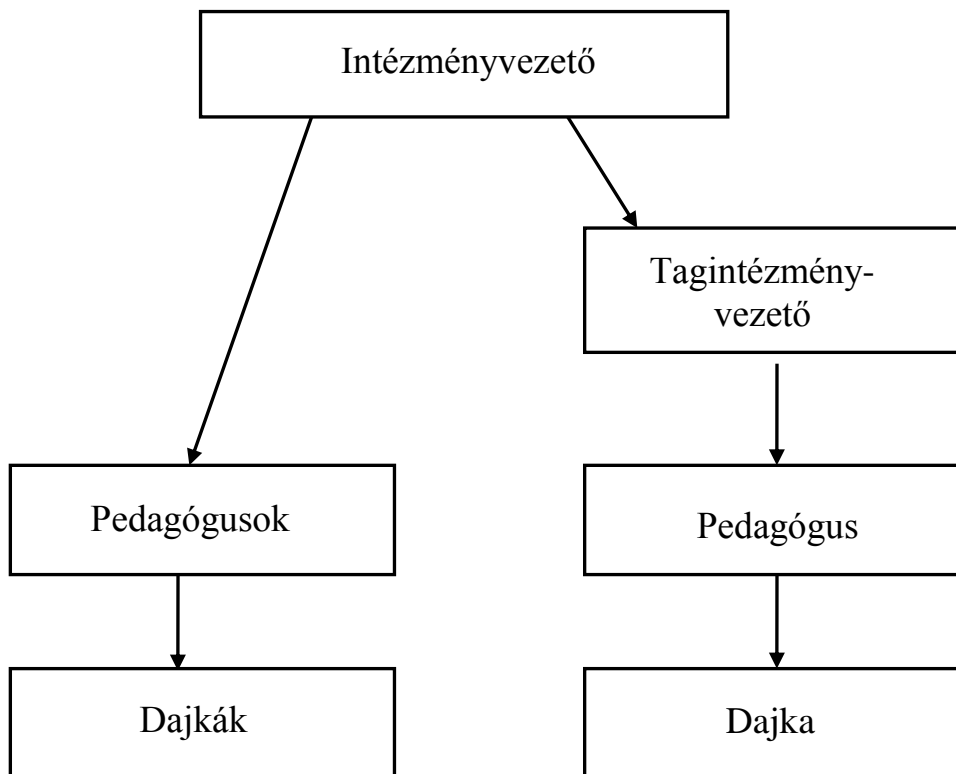 Intézményvezető
Tagintézmény-
vezető
Pedagógusok
Pedagógus
Dajkák
Dajka